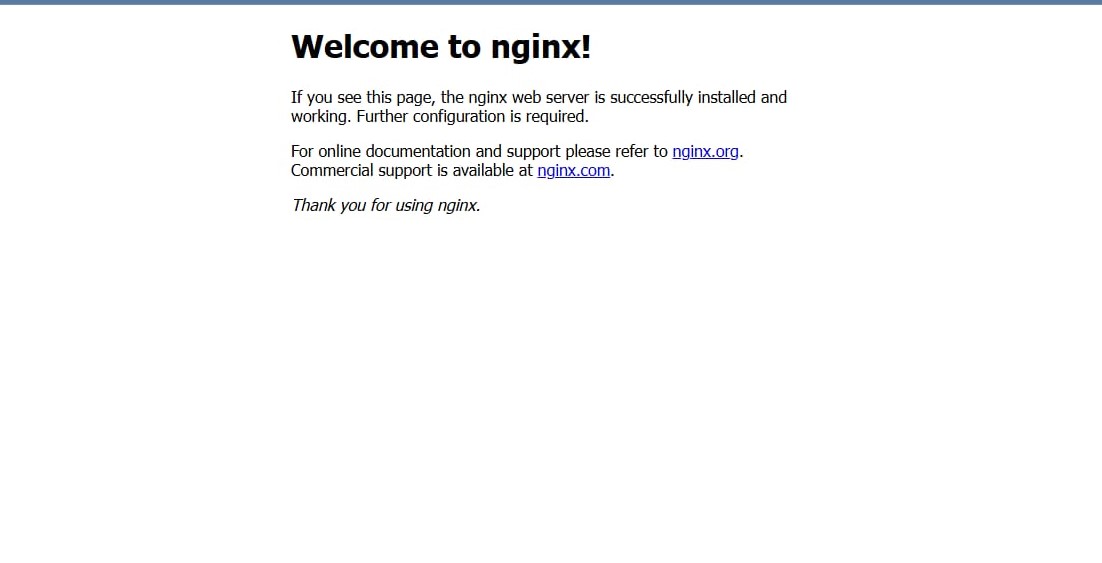 Welcome to nginx!
If you see this page, the nginx web server is successfully installed and
working. Further configuration is required.
For online documentation and support please refer to nginx.org.
Commercial support is available at nginx.com.
Thank you for using nginx.